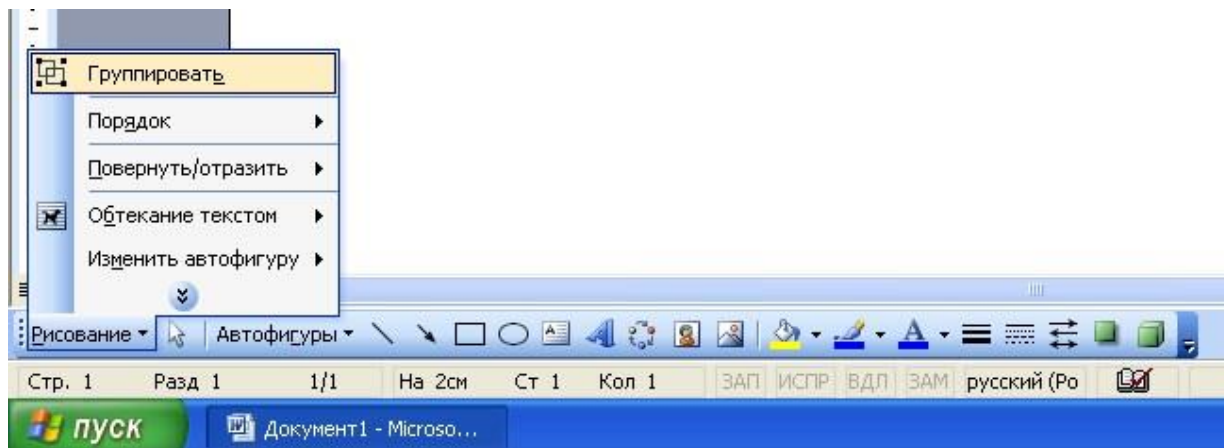 Группировать
Порядок
Повернуть/отразить
Обтекание текстом
Изменить автофигуру
Рисование Автофигуры
Стр. 1 Разд 1 1/1 На 2см Ст 1 Кол 1 ЗАП ИСПР ВДЛ ЗАМ русский (Ро
пуск Документ1 - Microso...